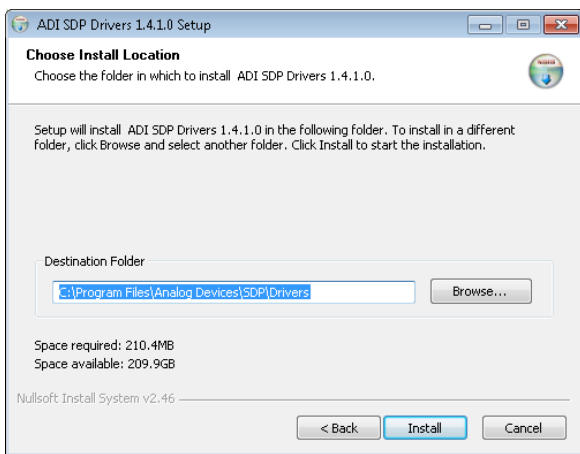 ADI SDP Drivers 1.4.1.0 Setup
Choose Install Location
Choose the folder in which to install ADI SDP Drivers 1.4.1.0.
Setup will install ADI SDP Drivers 1.4.1.0 in the following folder. To install in a different
folder, click Browse and select another folder. Click Install to start the installation.
Destination Folder
C:\Program Files\Analog Devices\SDP\Drivers
Browse...
Space required: 210.4MB
Space available: 209.9GB
Nullsoft Install System v2.46
< Back
Install
Cancel